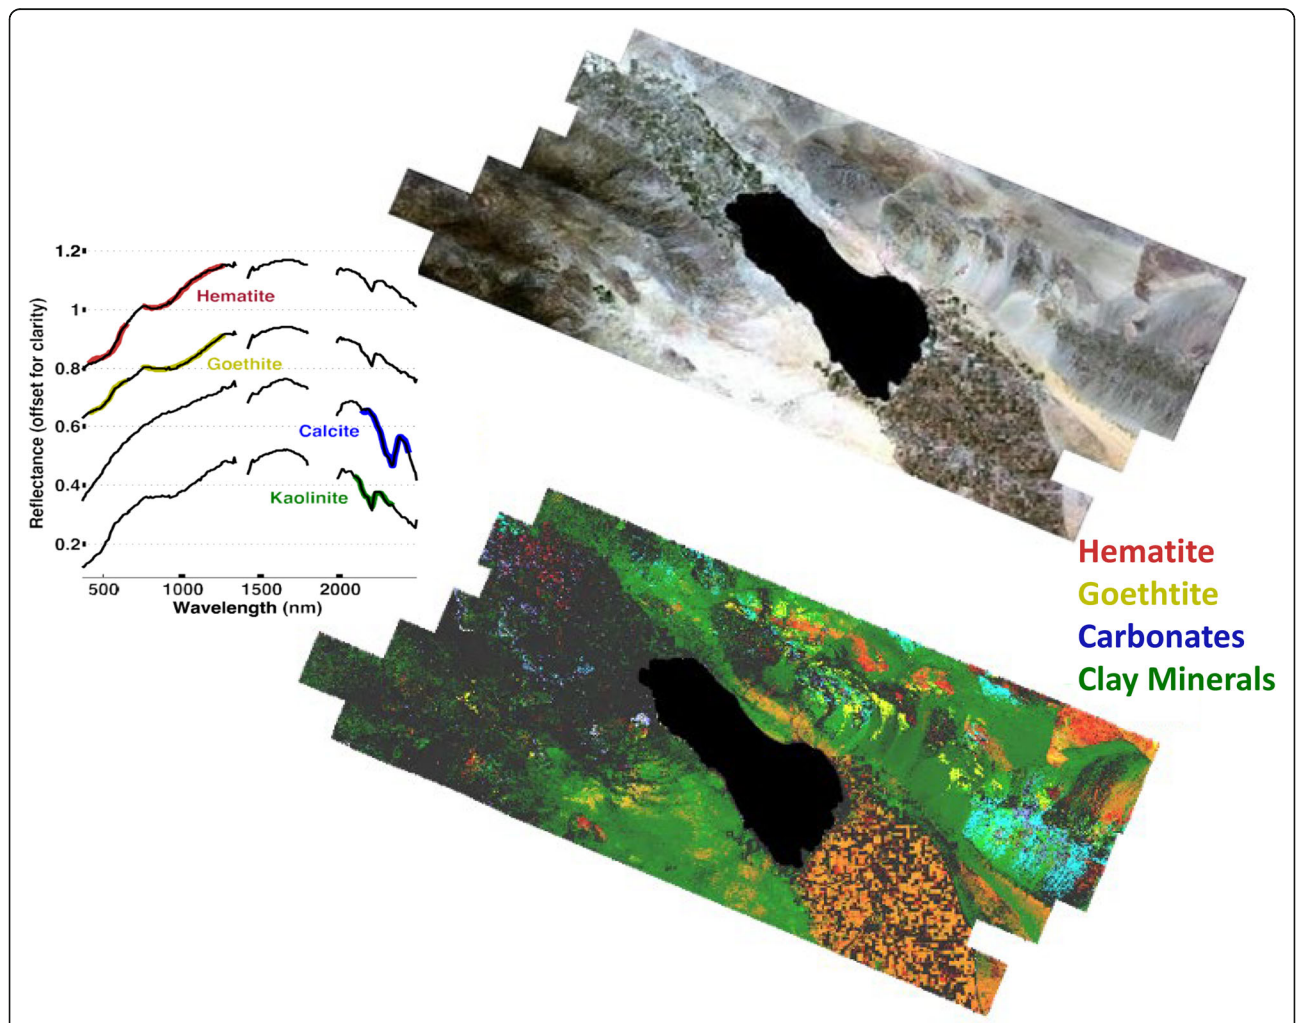 Reflectance (offset for clarity)
1.2
1
0.8
0.6
0.4
0.2
Hematite
Goethite
Calcite
Kaolinite
500
1000
1500
2000
Wavelength (nm)
Hematite
Goethtite
Carbonates
Clay Minerals